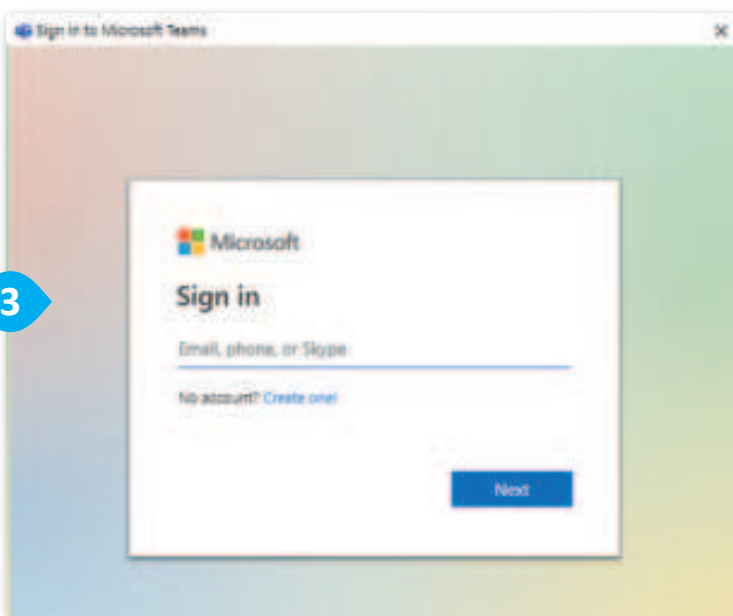 Sign in to Microsoft Teams
Microsoft
3
Sign in
Email, phone, or Skype
No account? Create one!
Next